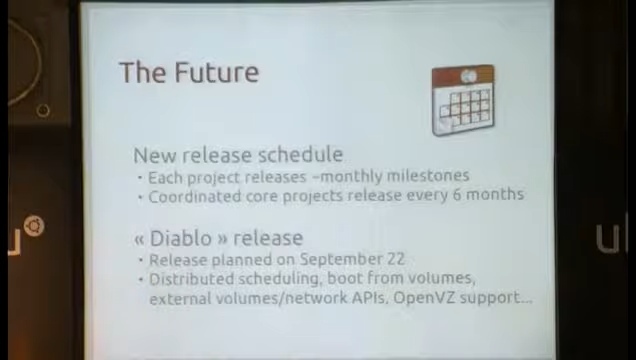 The Future
New release schedule
• Each project releases ~monthly milestones
• Coordinated core projects release every 6 months
« Diablo » release
• Release planned on September 22
• Distributed scheduling, boot from volumes,
external volumes/network APIs, OpenVZ support...
u
ul